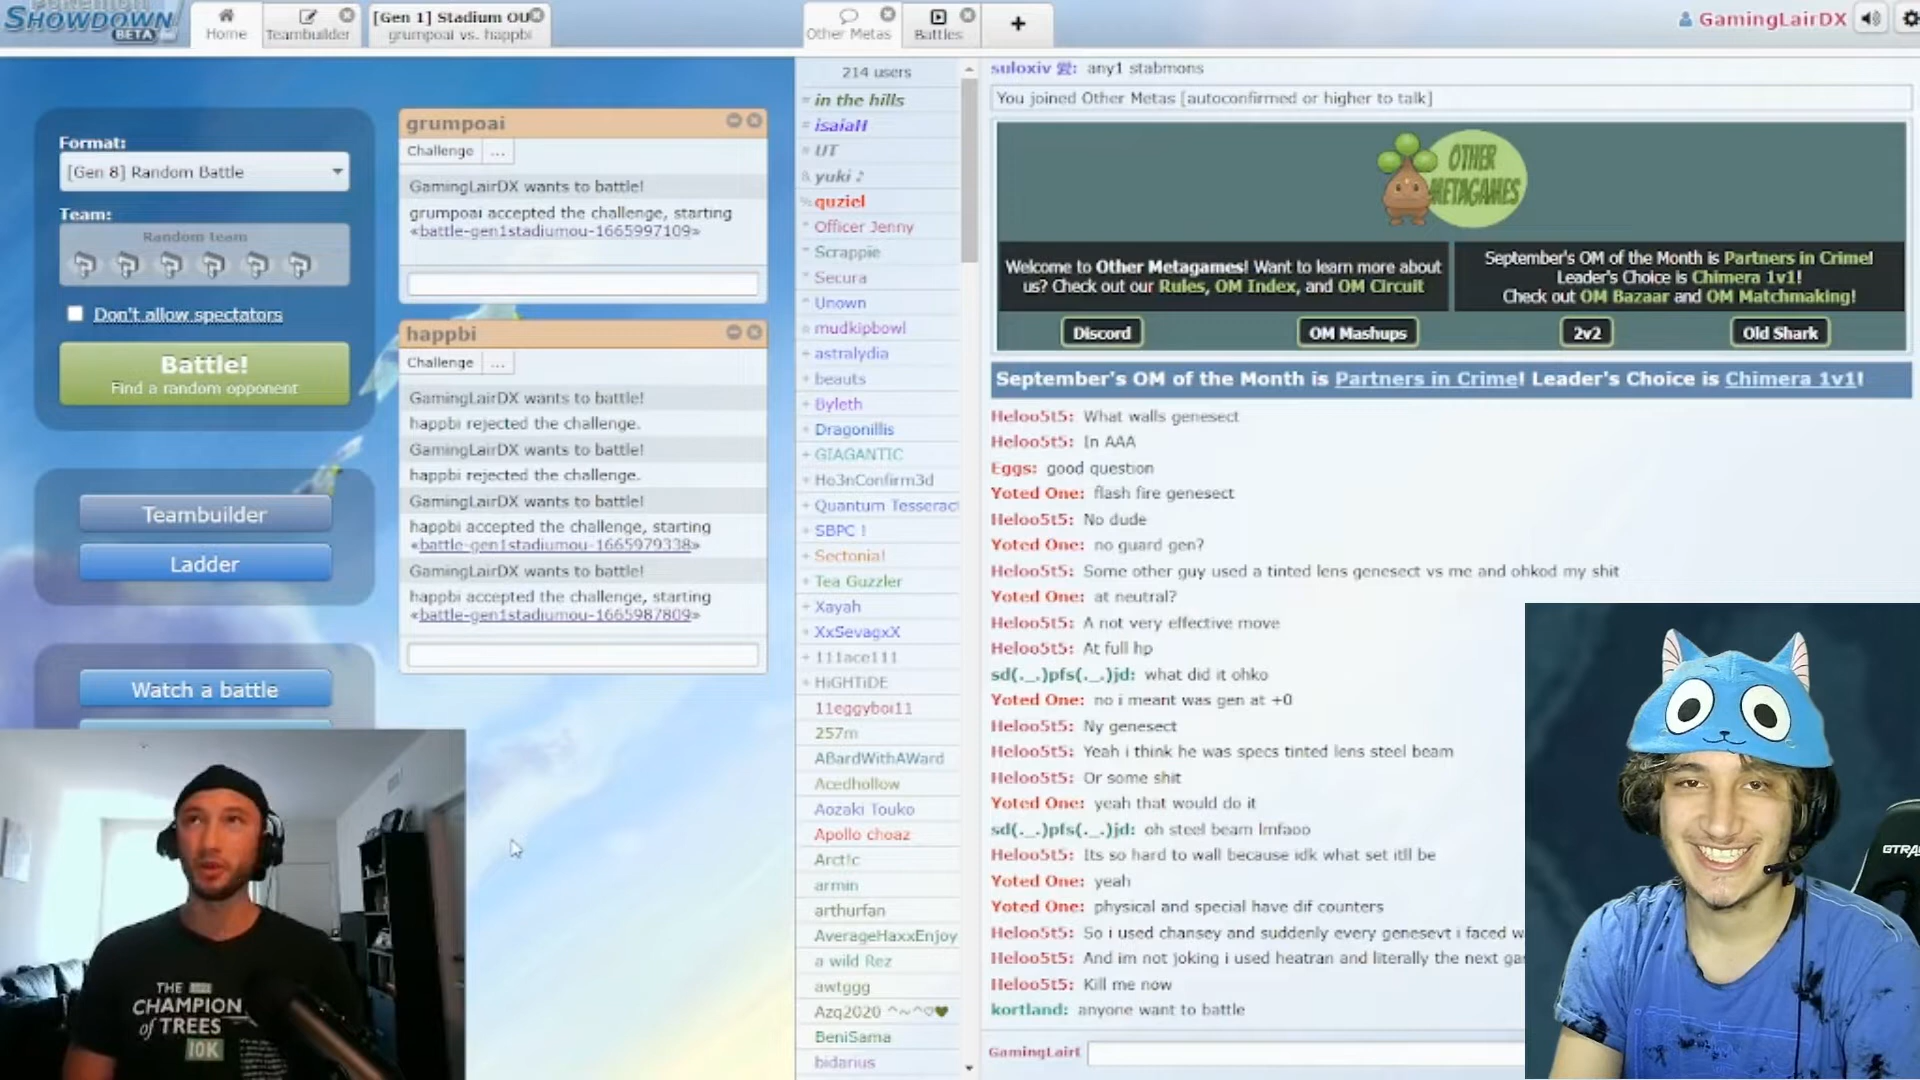 POKÉMON
SHOWDOWN
BETA
Home
Teambuilder
[Gen 1] Stadium OU
grumpoai vs. happbi
Other Metas
Battles
+
GamingLairDX
Format:
[Gen 8] Random Battle
Team:
Random team
Don't allow spectators
Battle!
Find a random opponent
Teambuilder
Ladder
Watch a battle
grumpoai
Challenge ...
GamingLairDX wants to battle!
grumpoai accepted the challenge, starting
«battle-gen1stadiumou-1665997109»
happbi
Challenge ...
GamingLairDX wants to battle!
happbi rejected the challenge.
GamingLairDX wants to battle!
happbi rejected the challenge.
GamingLairDX wants to battle!
happbi accepted the challenge, starting
«battle-gen1stadiumou-1665979338»
GamingLairDX wants to battle!
happbi accepted the challenge, starting
«battle-gen1stadiumou-1665987809»
214 users
in the hills
isaiaH
UT
yuki ♪
quziel
Officer Jenny
Scrappie
Secura
Unown
mudkipbowl
astralydia
+ beauts
+ Byleth
+ Dragonillis
+ GIAGANTIC
+ Ho3nConfirm3d
+ Quantum Tesserac
+ SBPC !
+ Sectonia!
+ Tea Guzzler
+ Xayah
+ XxSevagxX
+ 111ace111
+ HiGHTiDE
11eggyboi11
257m
ABardWithAWard
Acedhollow
Aozaki Touko
Apollo choaz
Arct!c
armin
arthurfan
AverageHaxxEnjoy
a wild Rez
awtggg
Azq2020 ^~^♡♥
BeniSama
bidarius
suloxiv 愛: any1 stabmons
You joined Other Metas [autoconfirmed or higher to talk]
OTHER
METAGAMES
Welcome to Other Metagames! Want to learn more about
us? Check out our Rules, OM Index, and OM Circuit
September's OM of the Month is Partners in Crime!
Leader's Choice is Chimera 1v1!
Check out OM Bazaar and OM Matchmaking!
Discord
OM Mashups
2v2
Old Shark
September's OM of the Month is Partners in Crime! Leader's Choice is Chimera 1v1!
Heloo5t5: What walls genesect
Heloo5t5: In AAA
Eggs: good question
Yoted One: flash fire genesect
Heloo5t5: No dude
Yoted One: no guard gen?
Heloo5t5: Some other guy used a tinted lens genesect vs me and ohkod my shit
Yoted One: at neutral?
Heloo5t5: A not very effective move
Heloo5t5: At full hp
sd(._.)pfs(._.)jd: what did it ohko
Yoted One: no i meant was gen at +0
Heloo5t5: Ny genesect
Heloo5t5: Yeah i think he was specs tinted lens steel beam
Heloo5t5: Or some shit
Yoted One: yeah that would do it
sd(._.)pfs(._.)jd: oh steel beam lmfaoo
Heloo5t5: Its so hard to wall because idk what set itll be
Yoted One: yeah
Yoted One: physical and special have dif counters
Heloo5t5: So i used chansey and suddenly every genesevt i faced w
Heloo5t5: And im not joking i used heatran and literally the next ga
Heloo5t5: Kill me now
kortland: anyone want to battle
GamingLairD
THE
CHAMPION
of TREES
10K
GTRA